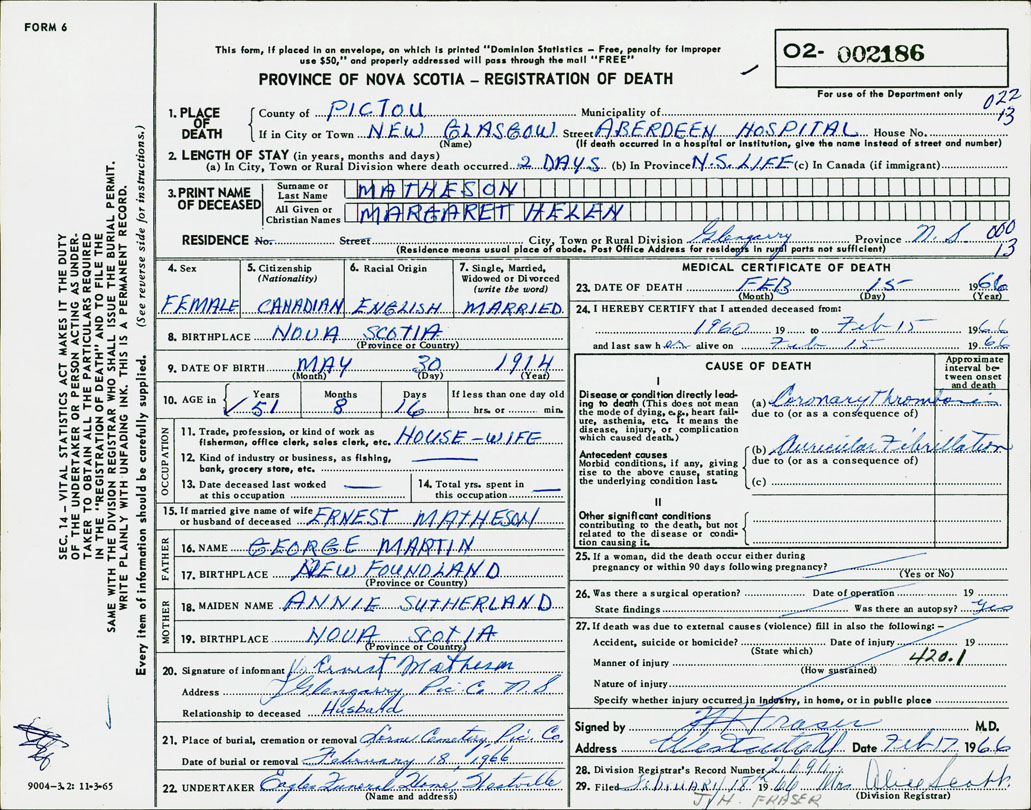 FORM 6
This form, if placed in an envelope, on which is printed "Dominion Statistics - Free, penalty for improper
use $50," and properly addressed will pass through the mail "FREE"
PROVINCE OF NOVA SCOTIA - REGISTRATION OF DEATH
O2- 002186
For use of the Department only
022
13
1. PLACE OF DEATH County of PICTOU Municipality of
If in City or Town NEW GLASGOW Street ABERDEEN HOSPITAL House No.
(Name) (If death occurred in a hospital or institution, give the name instead of street and number)
2. LENGTH OF STAY (in years, months and days)
(a) In City, Town or Rural Division where death occurred 2 DAYS (b) In Province N.S. LIFE (c) In Canada (if immigrant)
3. PRINT NAME OF DECEASED Surname or Last Name MATHESON
All Given or Christian Names MARGARET HELEN
RESIDENCE No. Street City, Town or Rural Division Glengarry Province N.S 000
13
(Residence means usual place of abode. Post Office Address for residents in rural parts not sufficient)
4. Sex FEMALE
5. Citizenship (Nationality) CANADIAN
6. Racial Origin ENGLISH
7. Single, Married, Widowed or Divorced (write the word) MARRIED
8. BIRTHPLACE NOVA SCOTIA
(Province or Country)
9. DATE OF BIRTH MAY 30 1914
(Month) (Day) (Year)
10. AGE in Years Months Days If less than one day old
51 8 16 hrs. or min.
OCCUPATION
11. Trade, profession, or kind of work as
fisherman, office clerk, sales clerk, etc. HOUSE-WIFE
12. Kind of industry or business, as fishing,
bank, grocery store, etc.
13. Date deceased last worked at this occupation
14. Total yrs. spent in this occupation
15. If married give name of wife
or husband of deceased ERNEST MATHESON
FATHER
16. NAME GEORGE MARTIN
17. BIRTHPLACE NEW FOUNDLAND
(Province or Country)
MOTHER
18. MAIDEN NAME ANNIE SUTHERLAND
19. BIRTHPLACE NOVA SCOTIA
(Province or Country)
20. Signature of informant Ernest Matheson
Address Glengarry Pic Co N S
Relationship to deceased Husband
21. Place of burial, cremation or removal Lorne Cemetery Pic Co.
Date of burial or removal February 18, 1966
22. UNDERTAKER Eagles Funeral Home, Westville
(Name and address)
MEDICAL CERTIFICATE OF DEATH
23. DATE OF DEATH FEB 15 1966
(Month) (Day) (Year)
24. I HEREBY CERTIFY that I attended deceased from:
1960 19 to Feb 15 1966
and last saw her alive on Feb 15 1966
CAUSE OF DEATH
Approximate interval between onset and death
I
Disease or condition directly leading to death (This does not mean
the mode of dying, e.g., heart failure, asthenia, etc. It means the
disease, injury, or complication
which caused death.)
(a) Coronary thrombosis
due to (or as a consequence of)
Antecedent causes
Morbid conditions, if any, giving
rise to the above cause, stating
the underlying condition last.
(b) Auricular Fibrillation
due to (or as a consequence of)
(c)
II
Other significant conditions
contributing to the death, but not
related to the disease or condition causing it.
25. If a woman, did the death occur either during
pregnancy or within 90 days following pregnancy?
(Yes or No)
26. Was there a surgical operation? Date of operation 19
State findings Was there an autopsy? yes
27. If death was due to external causes (violence) fill in also the following: -
Accident, suicide or homicide? Date of injury 19
(State which)
Manner of injury 420.1
(How sustained)
Nature of injury
Specify whether injury occurred in Industry, in home, or in public place
Signed by Fraser M.D.
Address Date Feb 17 1966
28. Division Registrar's Record Number
29. Filed FEBRUARY 18th 1966 Mrs Alice Scott
(Division Registrar)
J.H. FRASER
SEC. 14 - VITAL STATISTICS ACT MAKES IT THE DUTY
OF THE UNDERTAKER OR PERSON ACTING AS UNDERTAKER TO OBTAIN ALL THE PARTICULARS REQUIRED
IN THE "REGISTRATION OF DEATH" AND TO FILE THE
SAME WITH THE DIVISION REGISTRAR WHO SHALL ISSUE THE BURIAL PERMIT.
WRITE PLAINLY WITH UNFADING INK. THIS IS A PERMANENT RECORD.
Every item of information should be carefully supplied. (See reverse side for instructions.)
9004-3.2: 11-3-65